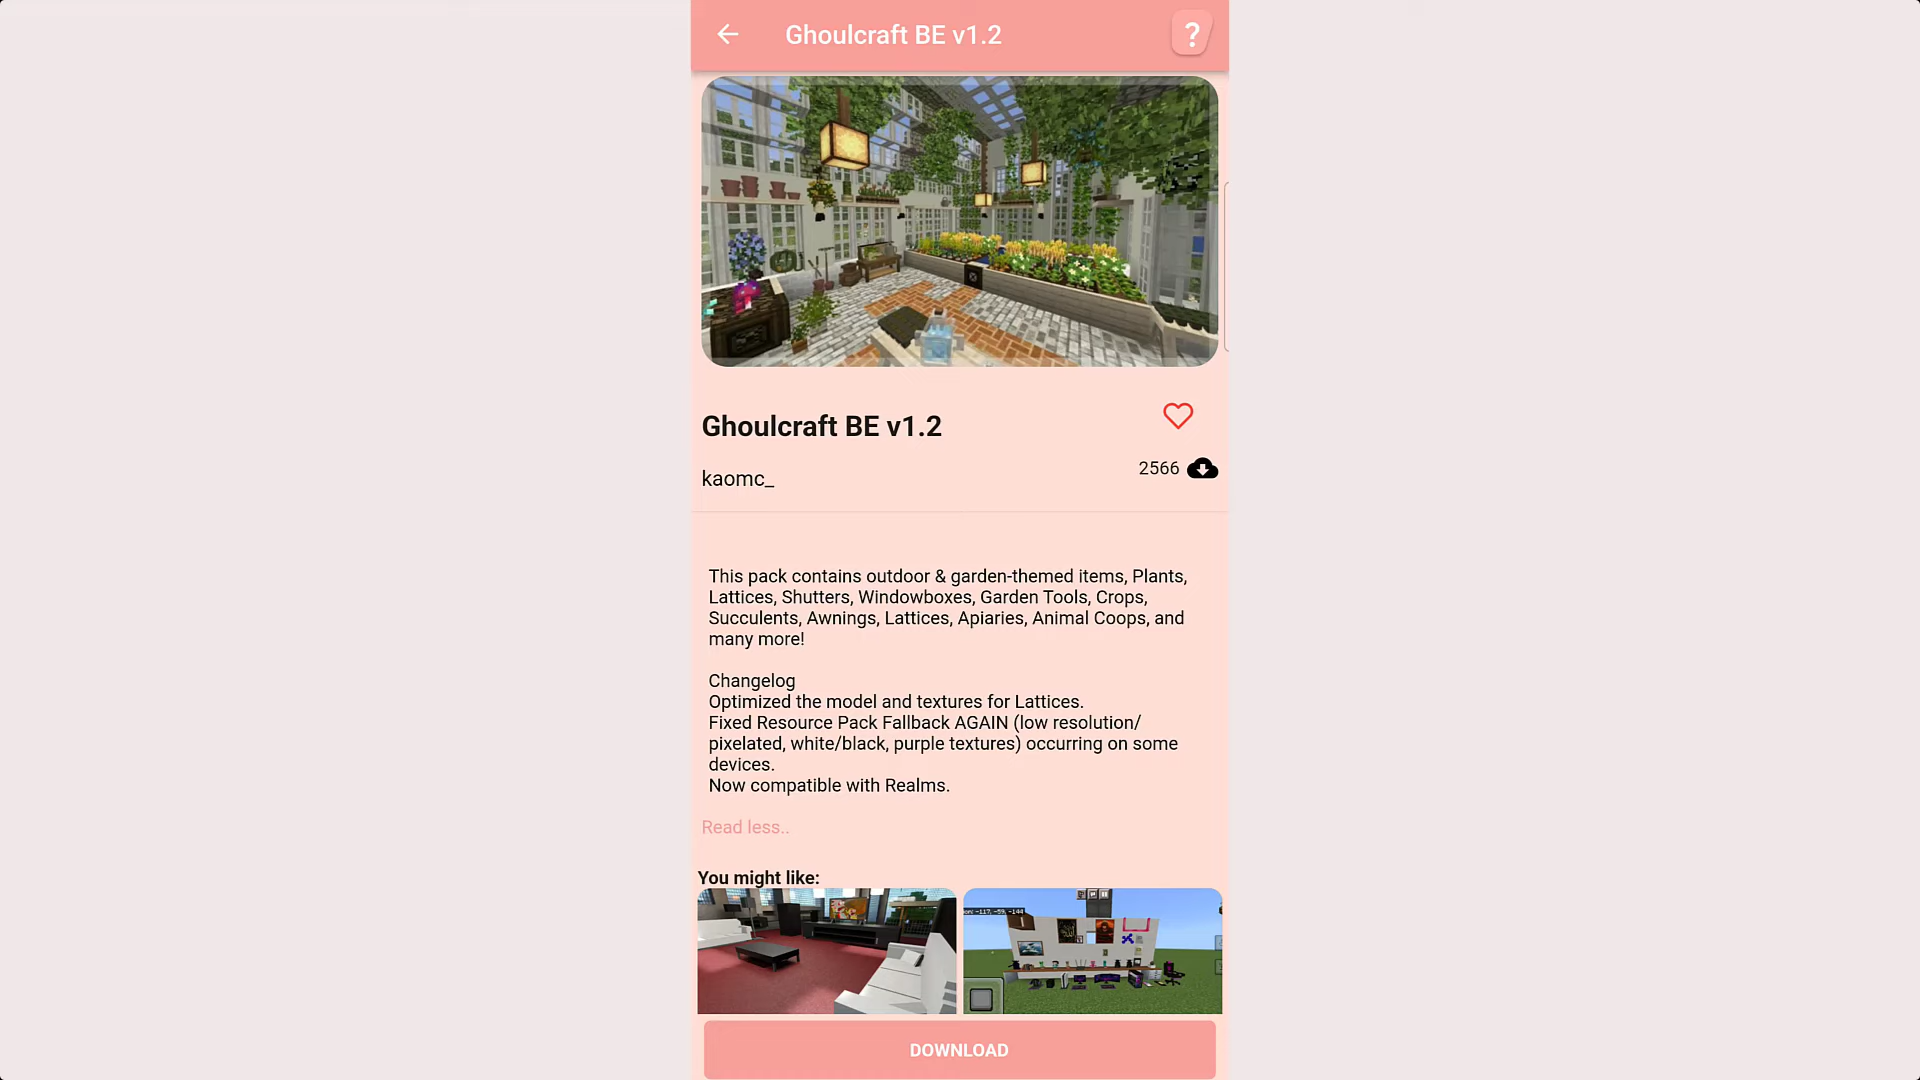 Ghoulcraft BE v1.2
?
Ghoulcraft BE v1.2
kaomc_
2566
This pack contains outdoor & garden-themed items, Plants,
Lattices, Shutters, Windowboxes, Garden Tools, Crops,
Succulents, Awnings, Lattices, Apiaries, Animal Coops, and
many more!
Changelog
Optimized the model and textures for Lattices.
Fixed Resource Pack Fallback AGAIN (low resolution/
pixelated, white/black, purple textures) occurring on some
devices.
Now compatible with Realms.
Read less..
You might like:
-117, -59, -144
DOWNLOAD